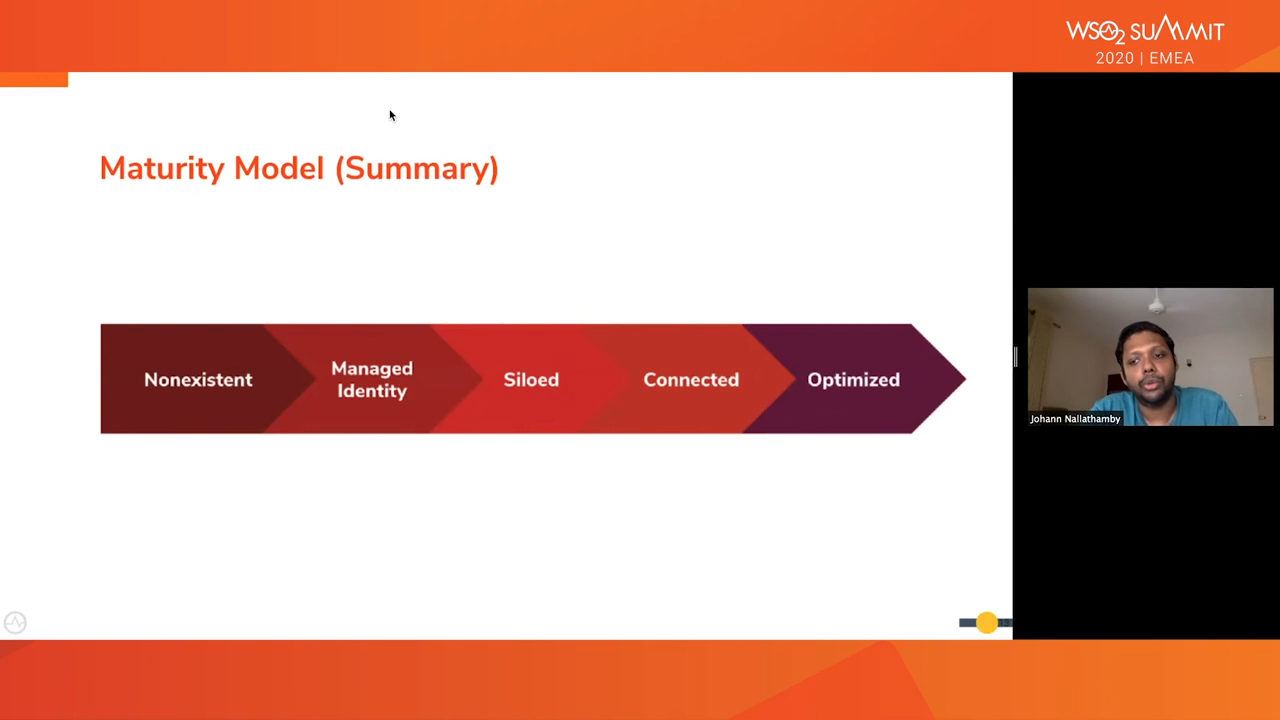 WSO2 SUMMIT
2020 | EMEA
Maturity Model (Summary)
Nonexistent
Managed
Identity
Siloed
Connected
Optimized
Johann Nallathamby